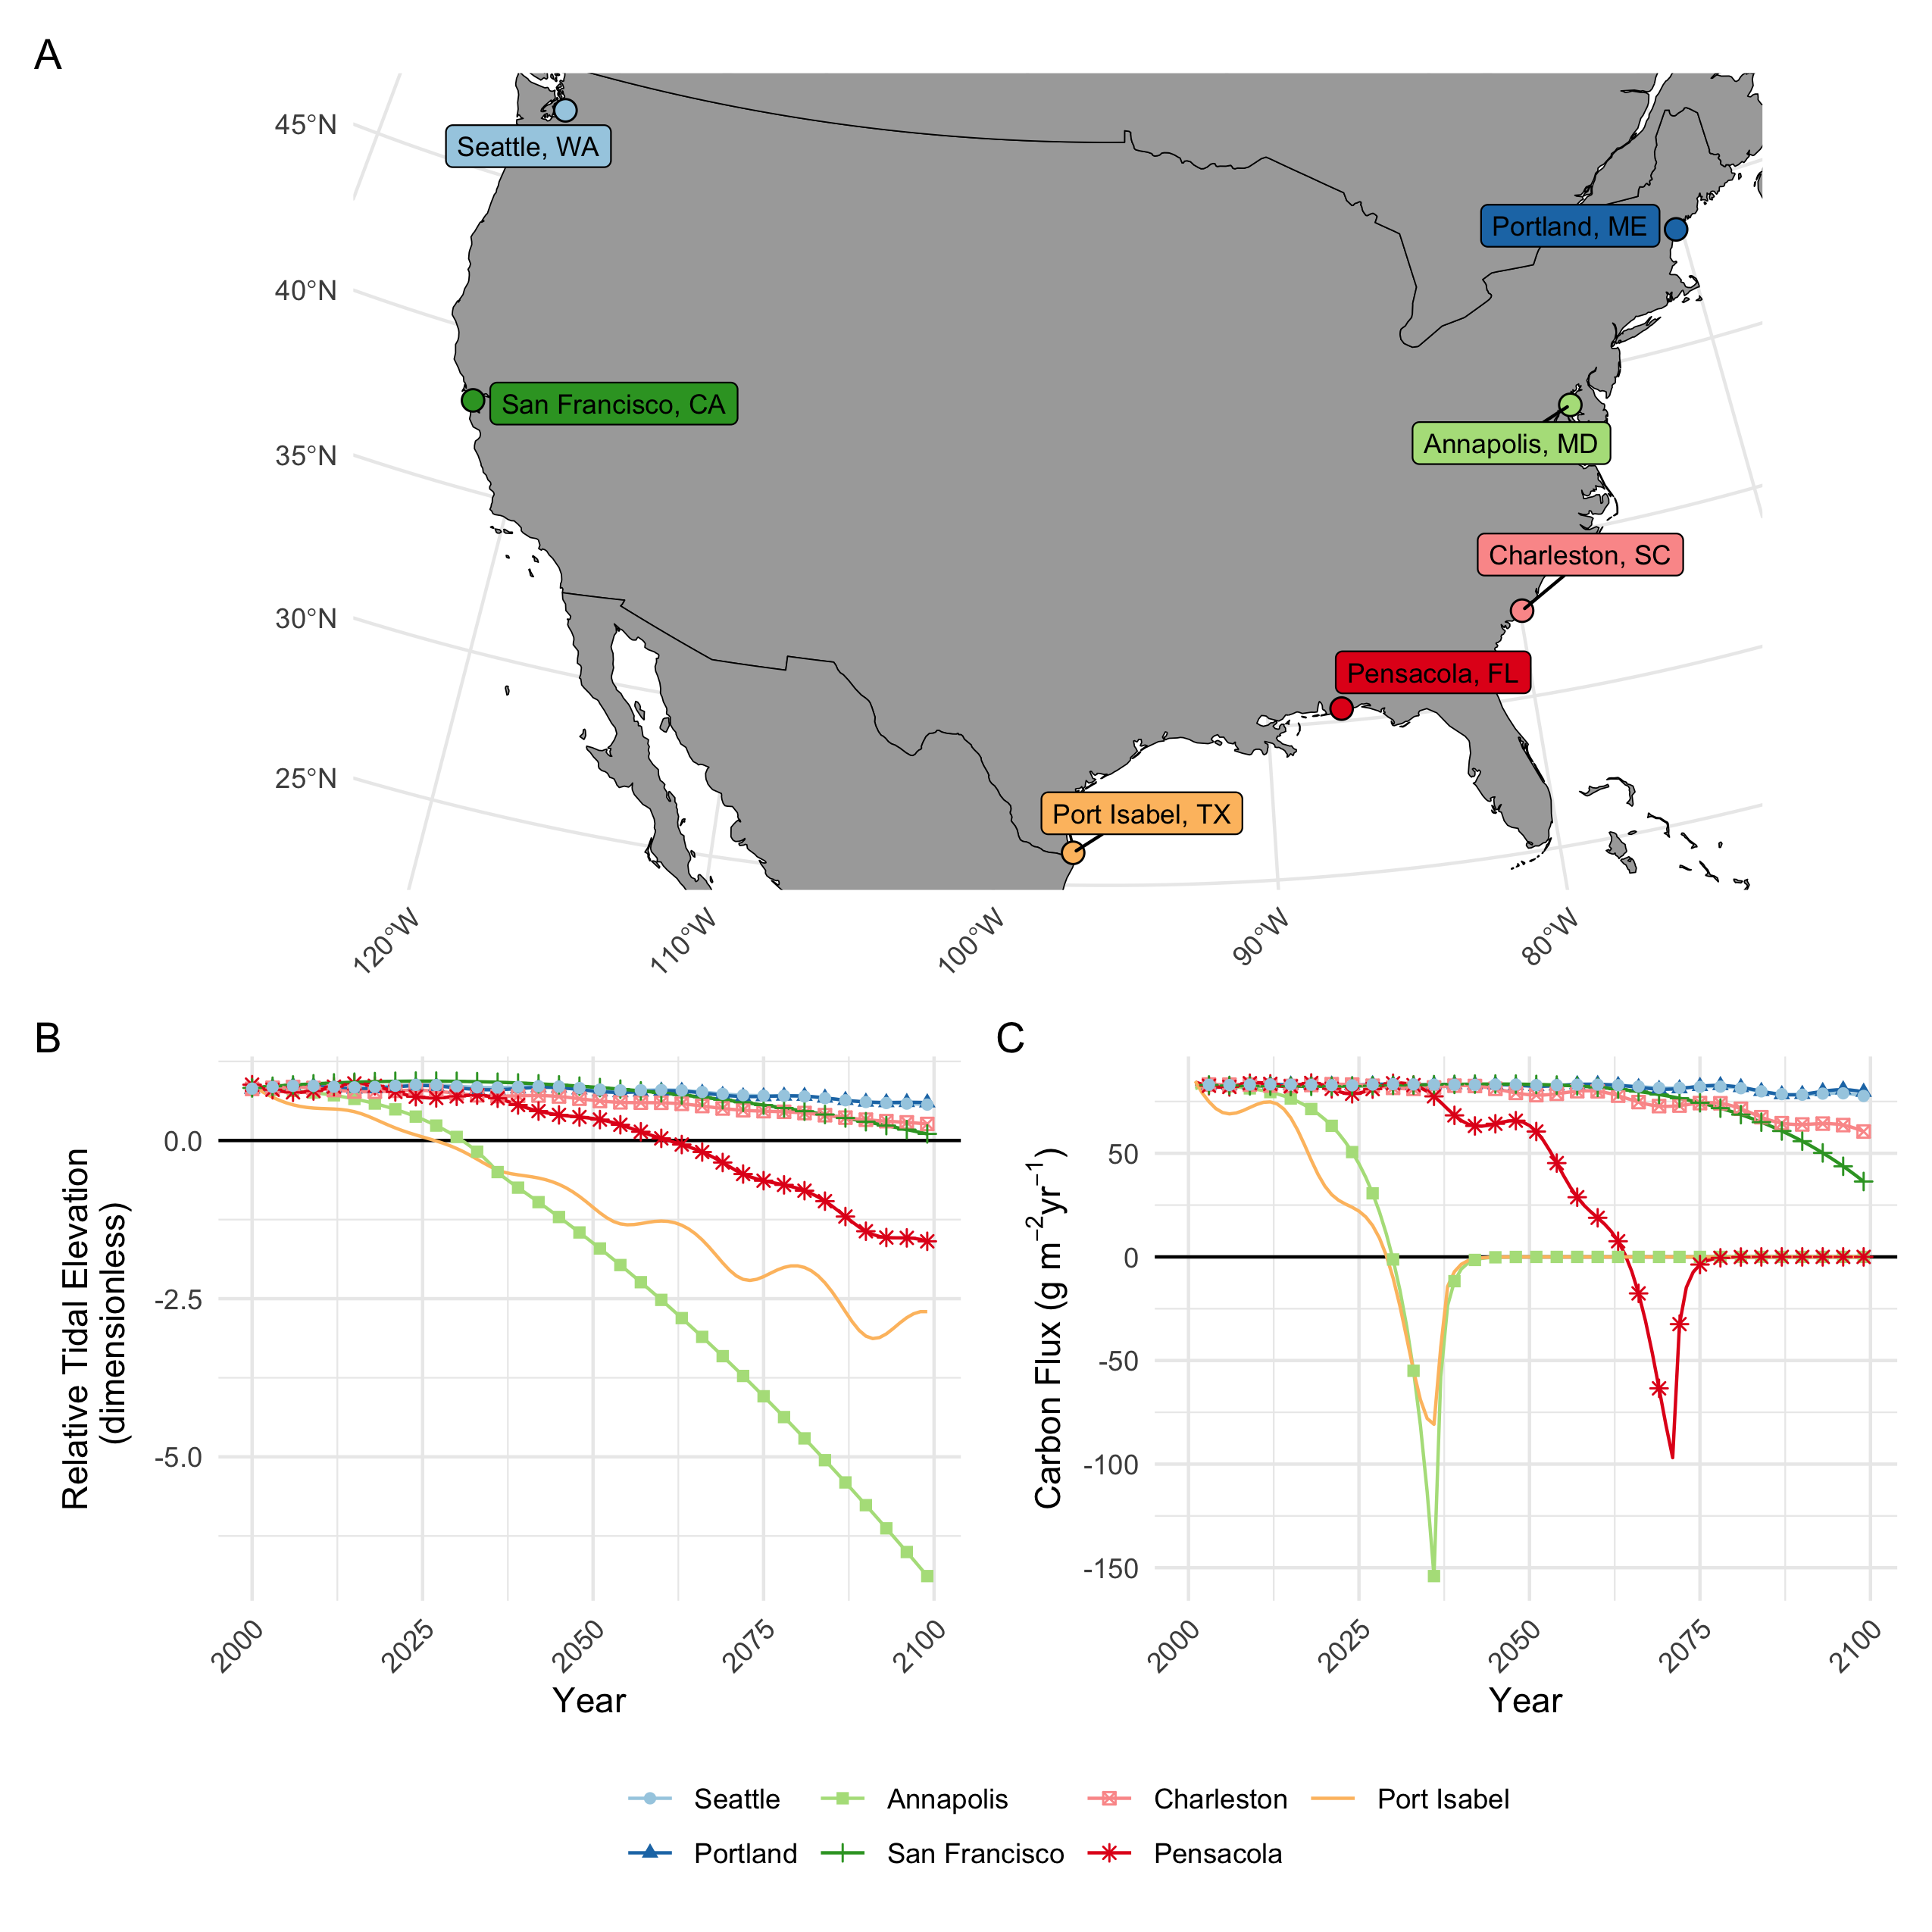 A
45°N
40°N
35°N
30°N
25°N
Seattle, WA
Portland, ME
San Francisco, CA
Annapolis, MD
Charleston, SC
Pensacola, FL
Port Isabel, TX
120°W
110°W
100°W
90°W
80°W
B
Relative Tidal Elevation
(dimensionless)
0.0
-2.5
-5.0
2000
2025
2050
2075
2100
Year
C
Carbon Flux (g m⁻²yr⁻¹)
50
0
-50
-100
-150
2000
2025
2050
2075
2100
Year
Seattle
Annapolis
Charleston
Port Isabel
Portland
San Francisco
Pensacola